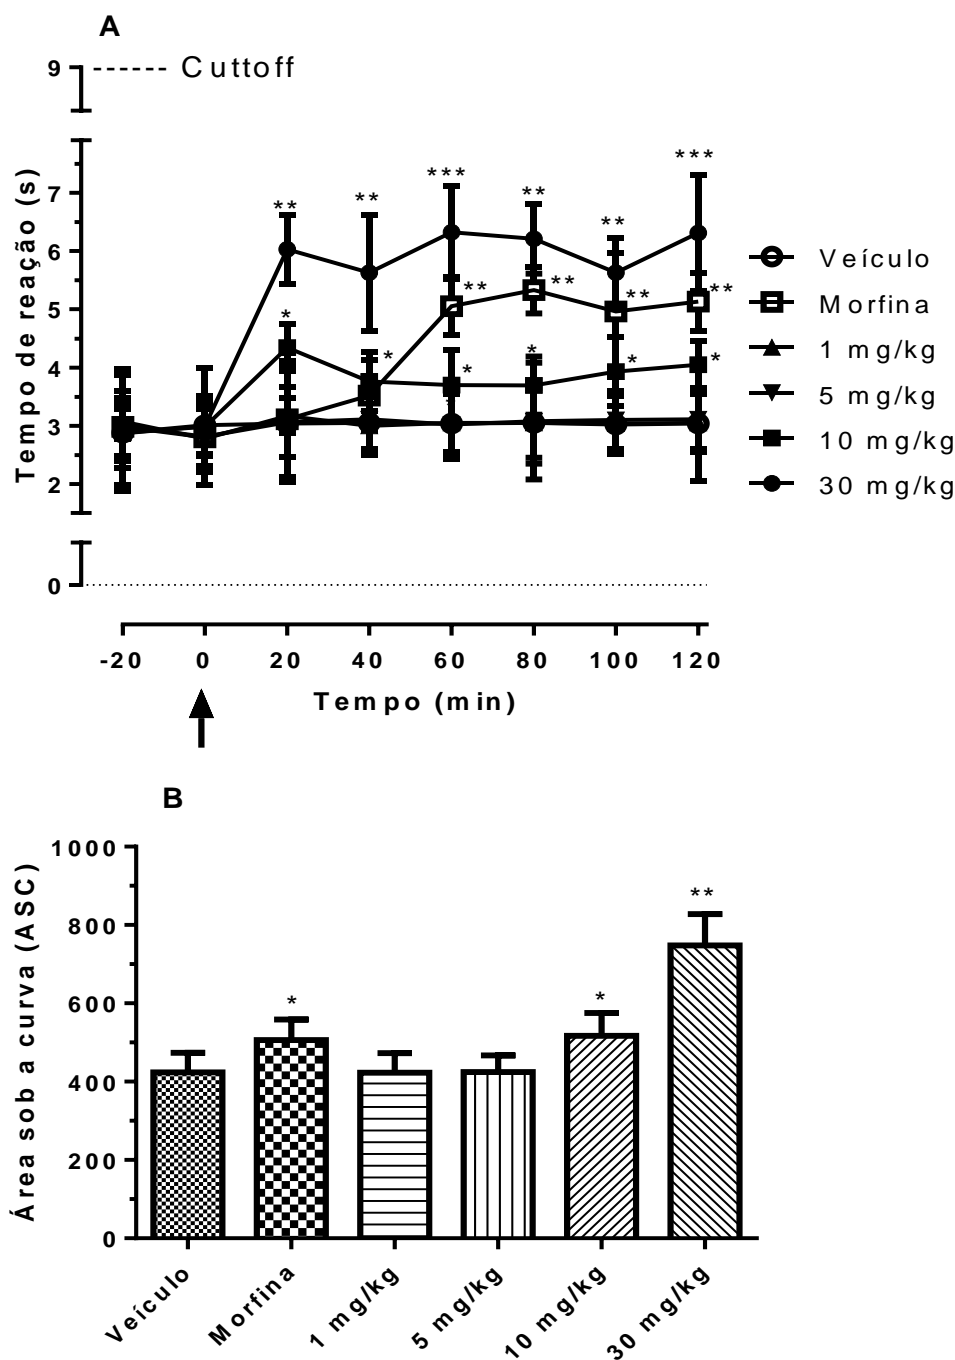 A
9
Cuttoff
Tempo de reação (s)
7
6
5
4
3
2
0
***
**
**
***
**
**
**
**
**
**
*
*
*
*
*
*
Veículo
Morfina
1 mg/kg
5 mg/kg
10 mg/kg
30 mg/kg
-20 0 20 40 60 80 100 120
Tempo (min)
B
Área sob a curva (ASC)
1000
800
600
400
200
0
*
*
**
Veículo
Morfina
1 mg/kg
5 mg/kg
10 mg/kg
30 mg/kg